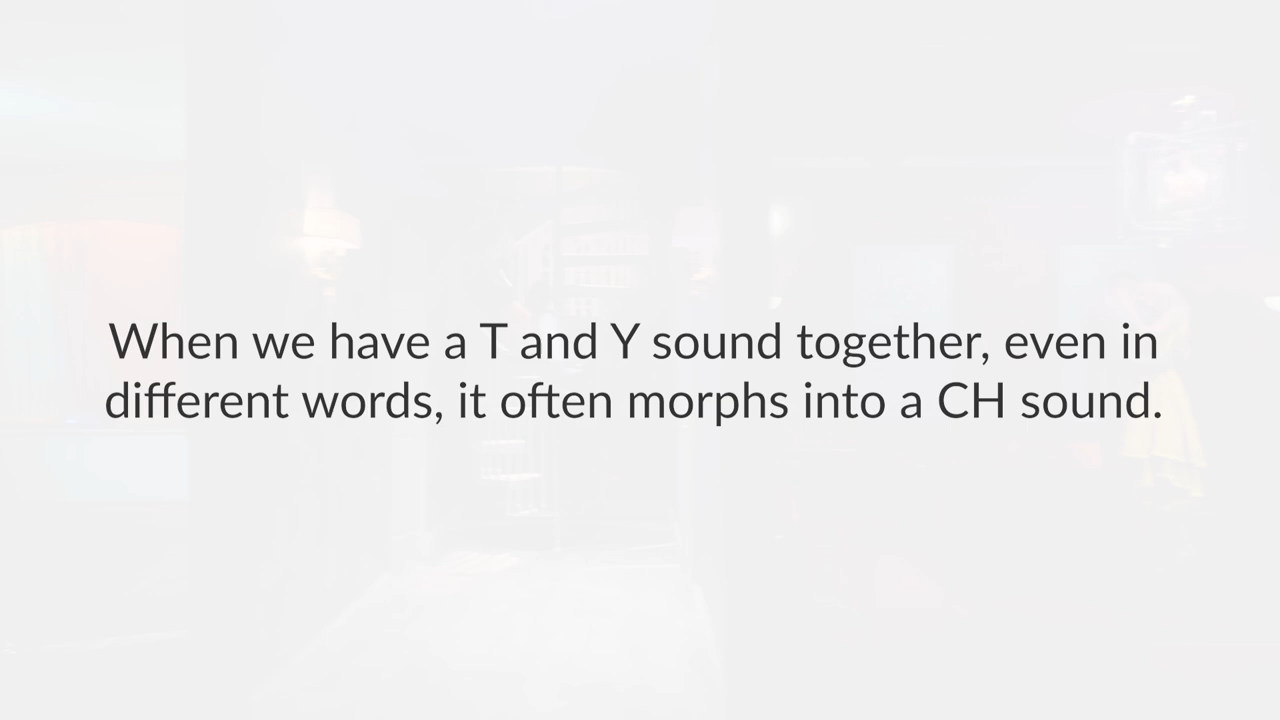 When we have a T and Y sound together, even in
different words, it often morphs into a CH sound.